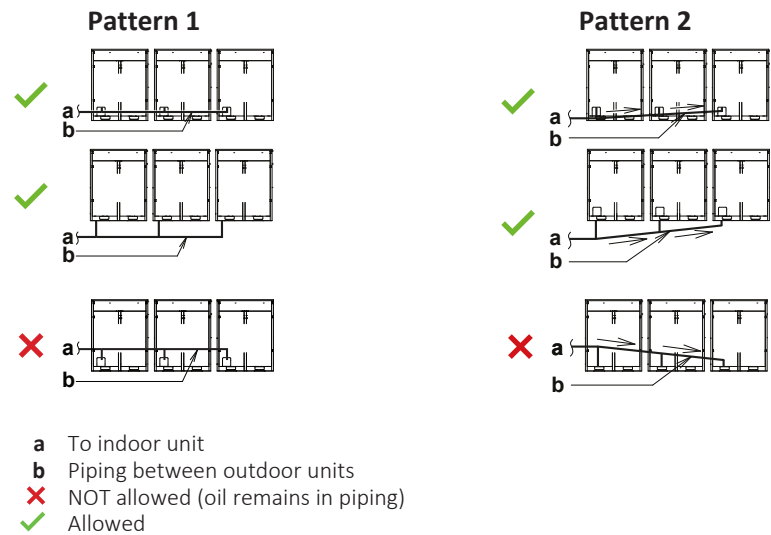 Pattern 1
Pattern 2
a
b
a
b
a
b
a
b
a
b
a
b
a To indoor unit
b Piping between outdoor units
NOT allowed (oil remains in piping)
Allowed